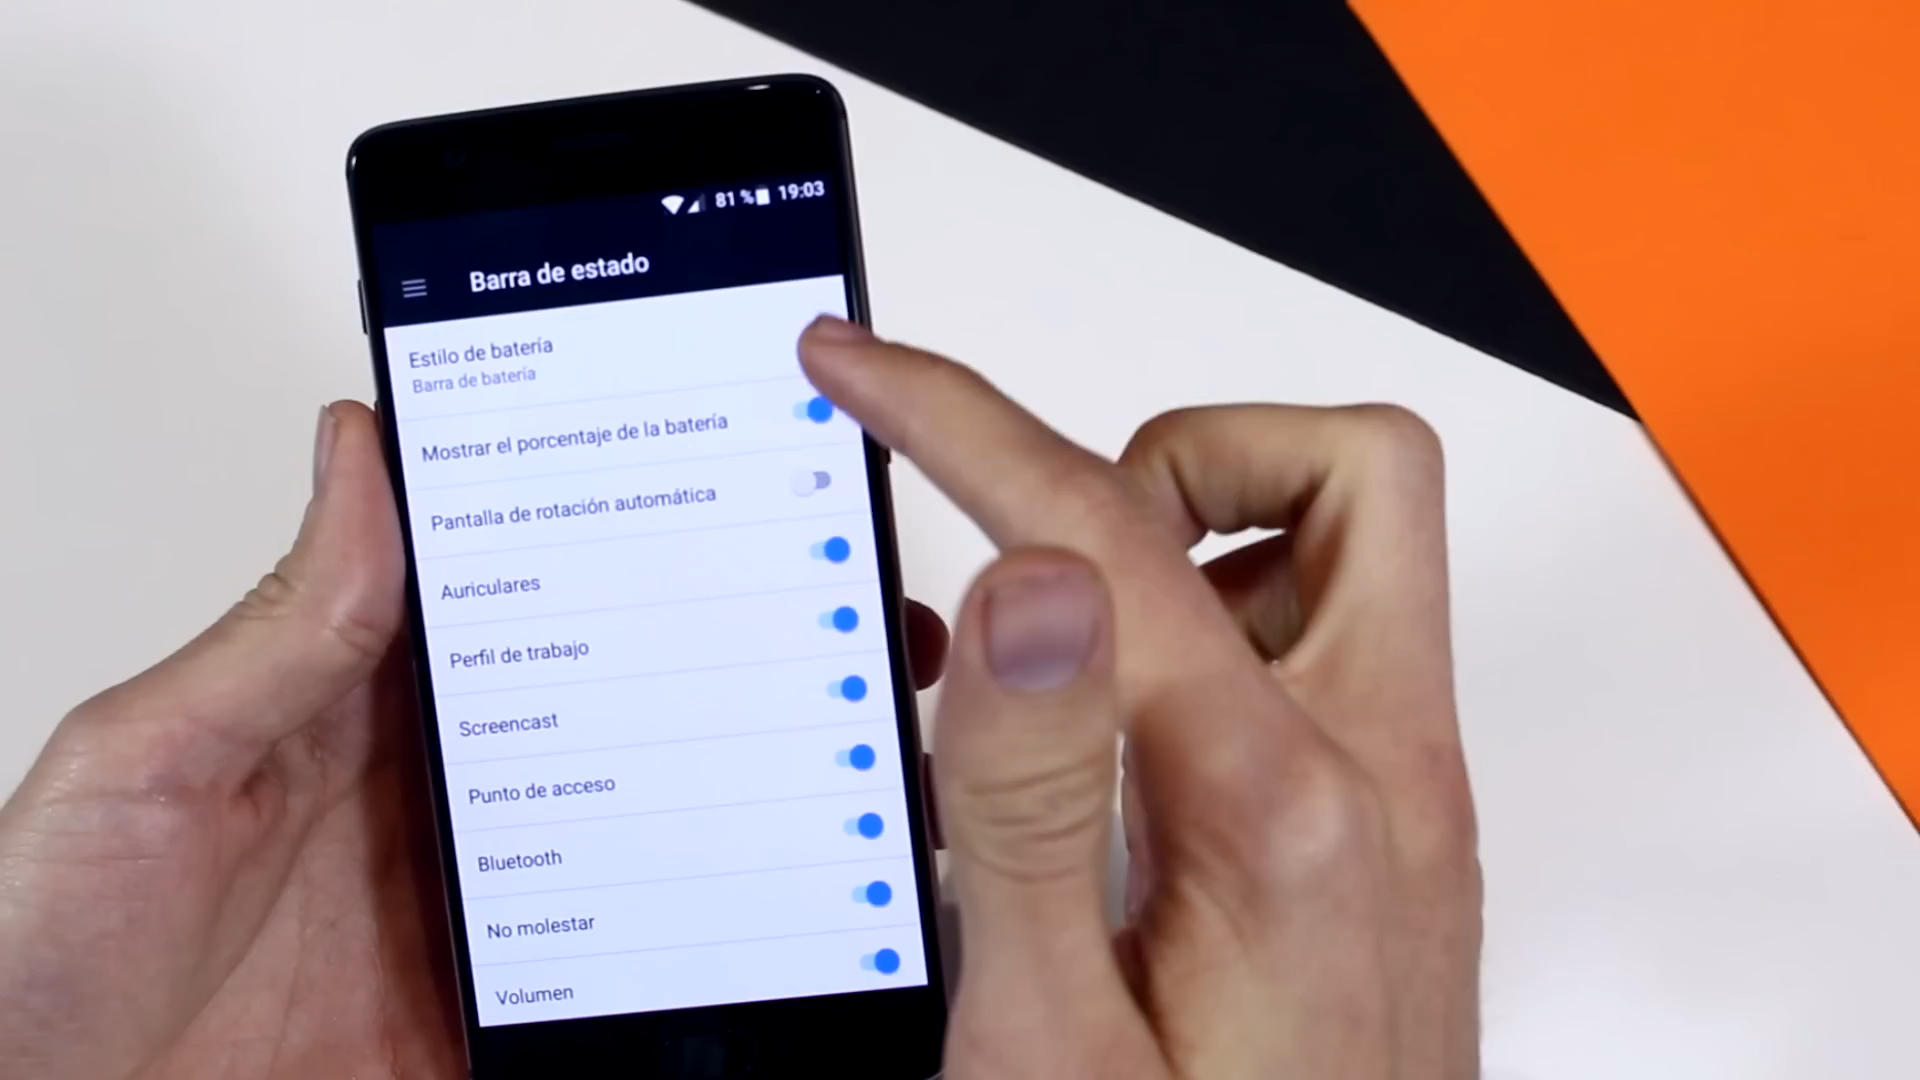 81 % 19:03
Barra de estado
Estilo de batería
Barra de batería
Mostrar el porcentaje de la batería
Pantalla de rotación automática
Auriculares
Perfil de trabajo
Screencast
Punto de acceso
Bluetooth
No molestar
Volumen